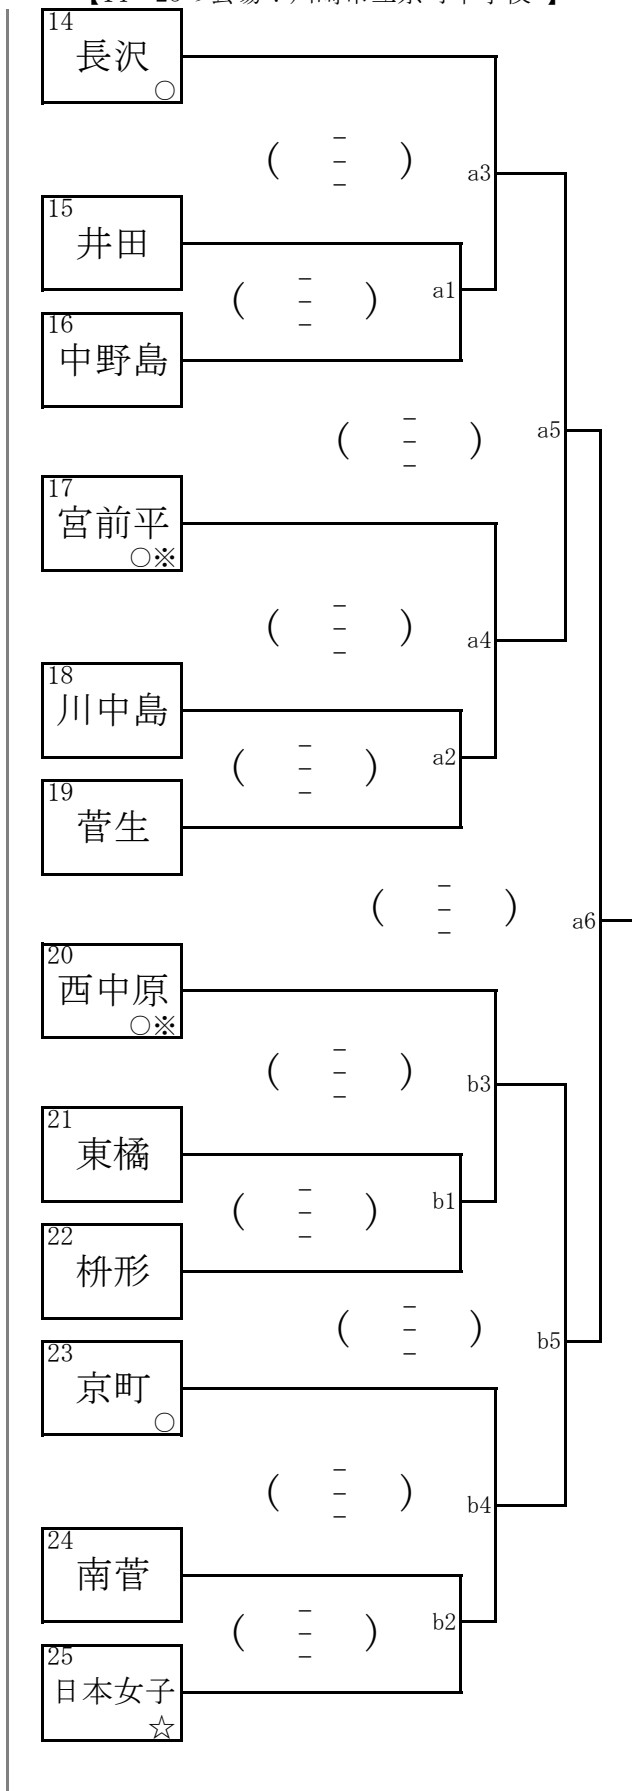 14
長沢
○
( - - - )
a3
15
井田
( - - - )
a1
16
中野島
( - - - )
a5
17
宮前平
○※
( - - - )
a4
18
川中島
( - - - )
a2
19
菅生
( - - - )
a6
20
西中原
○※
( - - - )
b3
21
東橘
( - - - )
b1
22
枡形
( - - - )
b5
23
京町
○
( - - - )
b4
24
南菅
( - - - )
b2
25
日本女子
☆